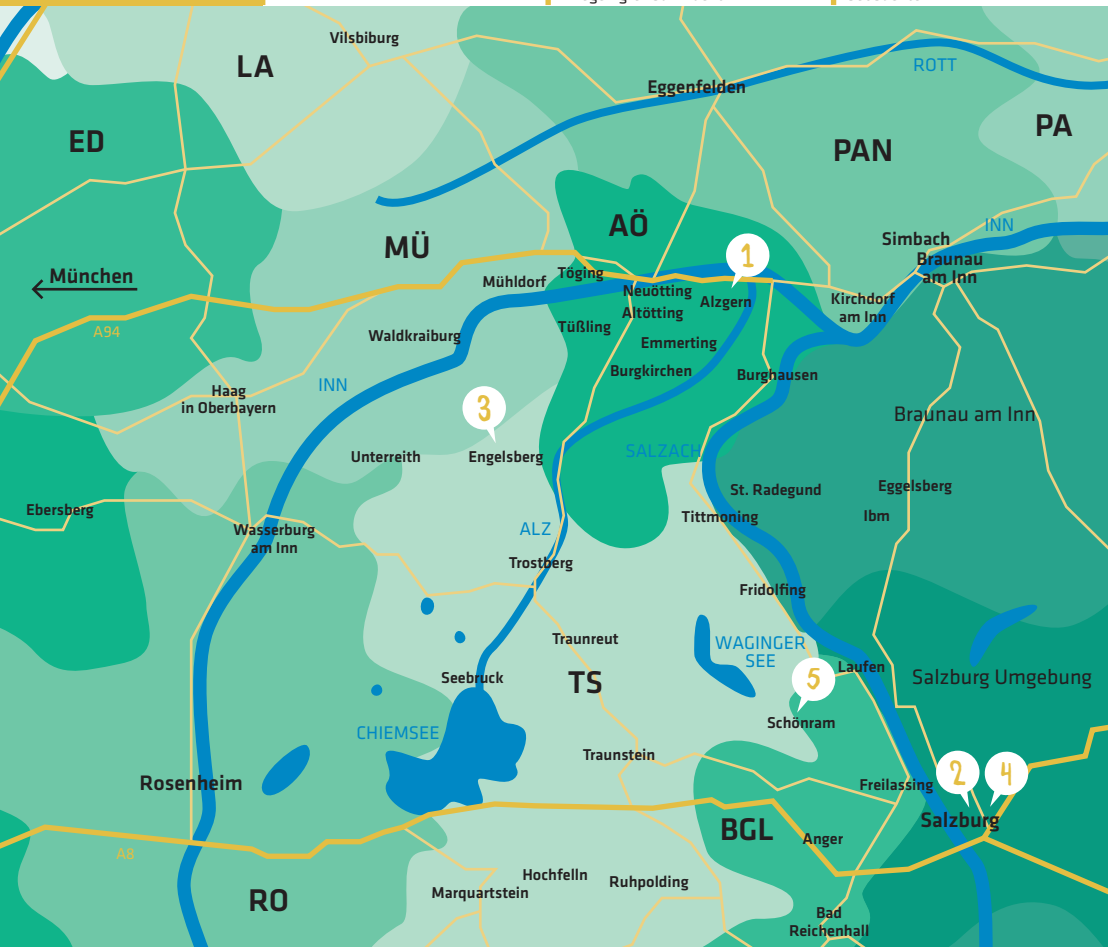 Vilsbiburg
LA
ROTT
Eggenfelden
PA
ED
PAN
AÖ
INN
MÜ
Simbach
1
Braunau
am Inn
München
Töging
Mühldorf
Neuötting
Alzgern
Kirchdorf
am Inn
Altötting
A94
Tüßling
Waldkraiburg
Emmerting
Burgkirchen
Burghausen
INN
Haag
in Oberbayern
3
Braunau am Inn
SALZACH
Unterreith
Engelsberg
St. Radegund
Eggelsberg
Ebersberg
Tittmoning
Ibm
Wasserburg
am Inn
ALZ
Trostberg
Fridolfing
Traunreut
WAGINGER
SEE
Laufen
Seebruck
TS
5
Salzburg Umgebung
Schönram
CHIEMSEE
Traunstein
2
4
Rosenheim
Freilassing
Salzburg
BGL
Anger
A8
Hochfelln
Ruhpolding
Marquartstein
RO
Bad
Reichenhall